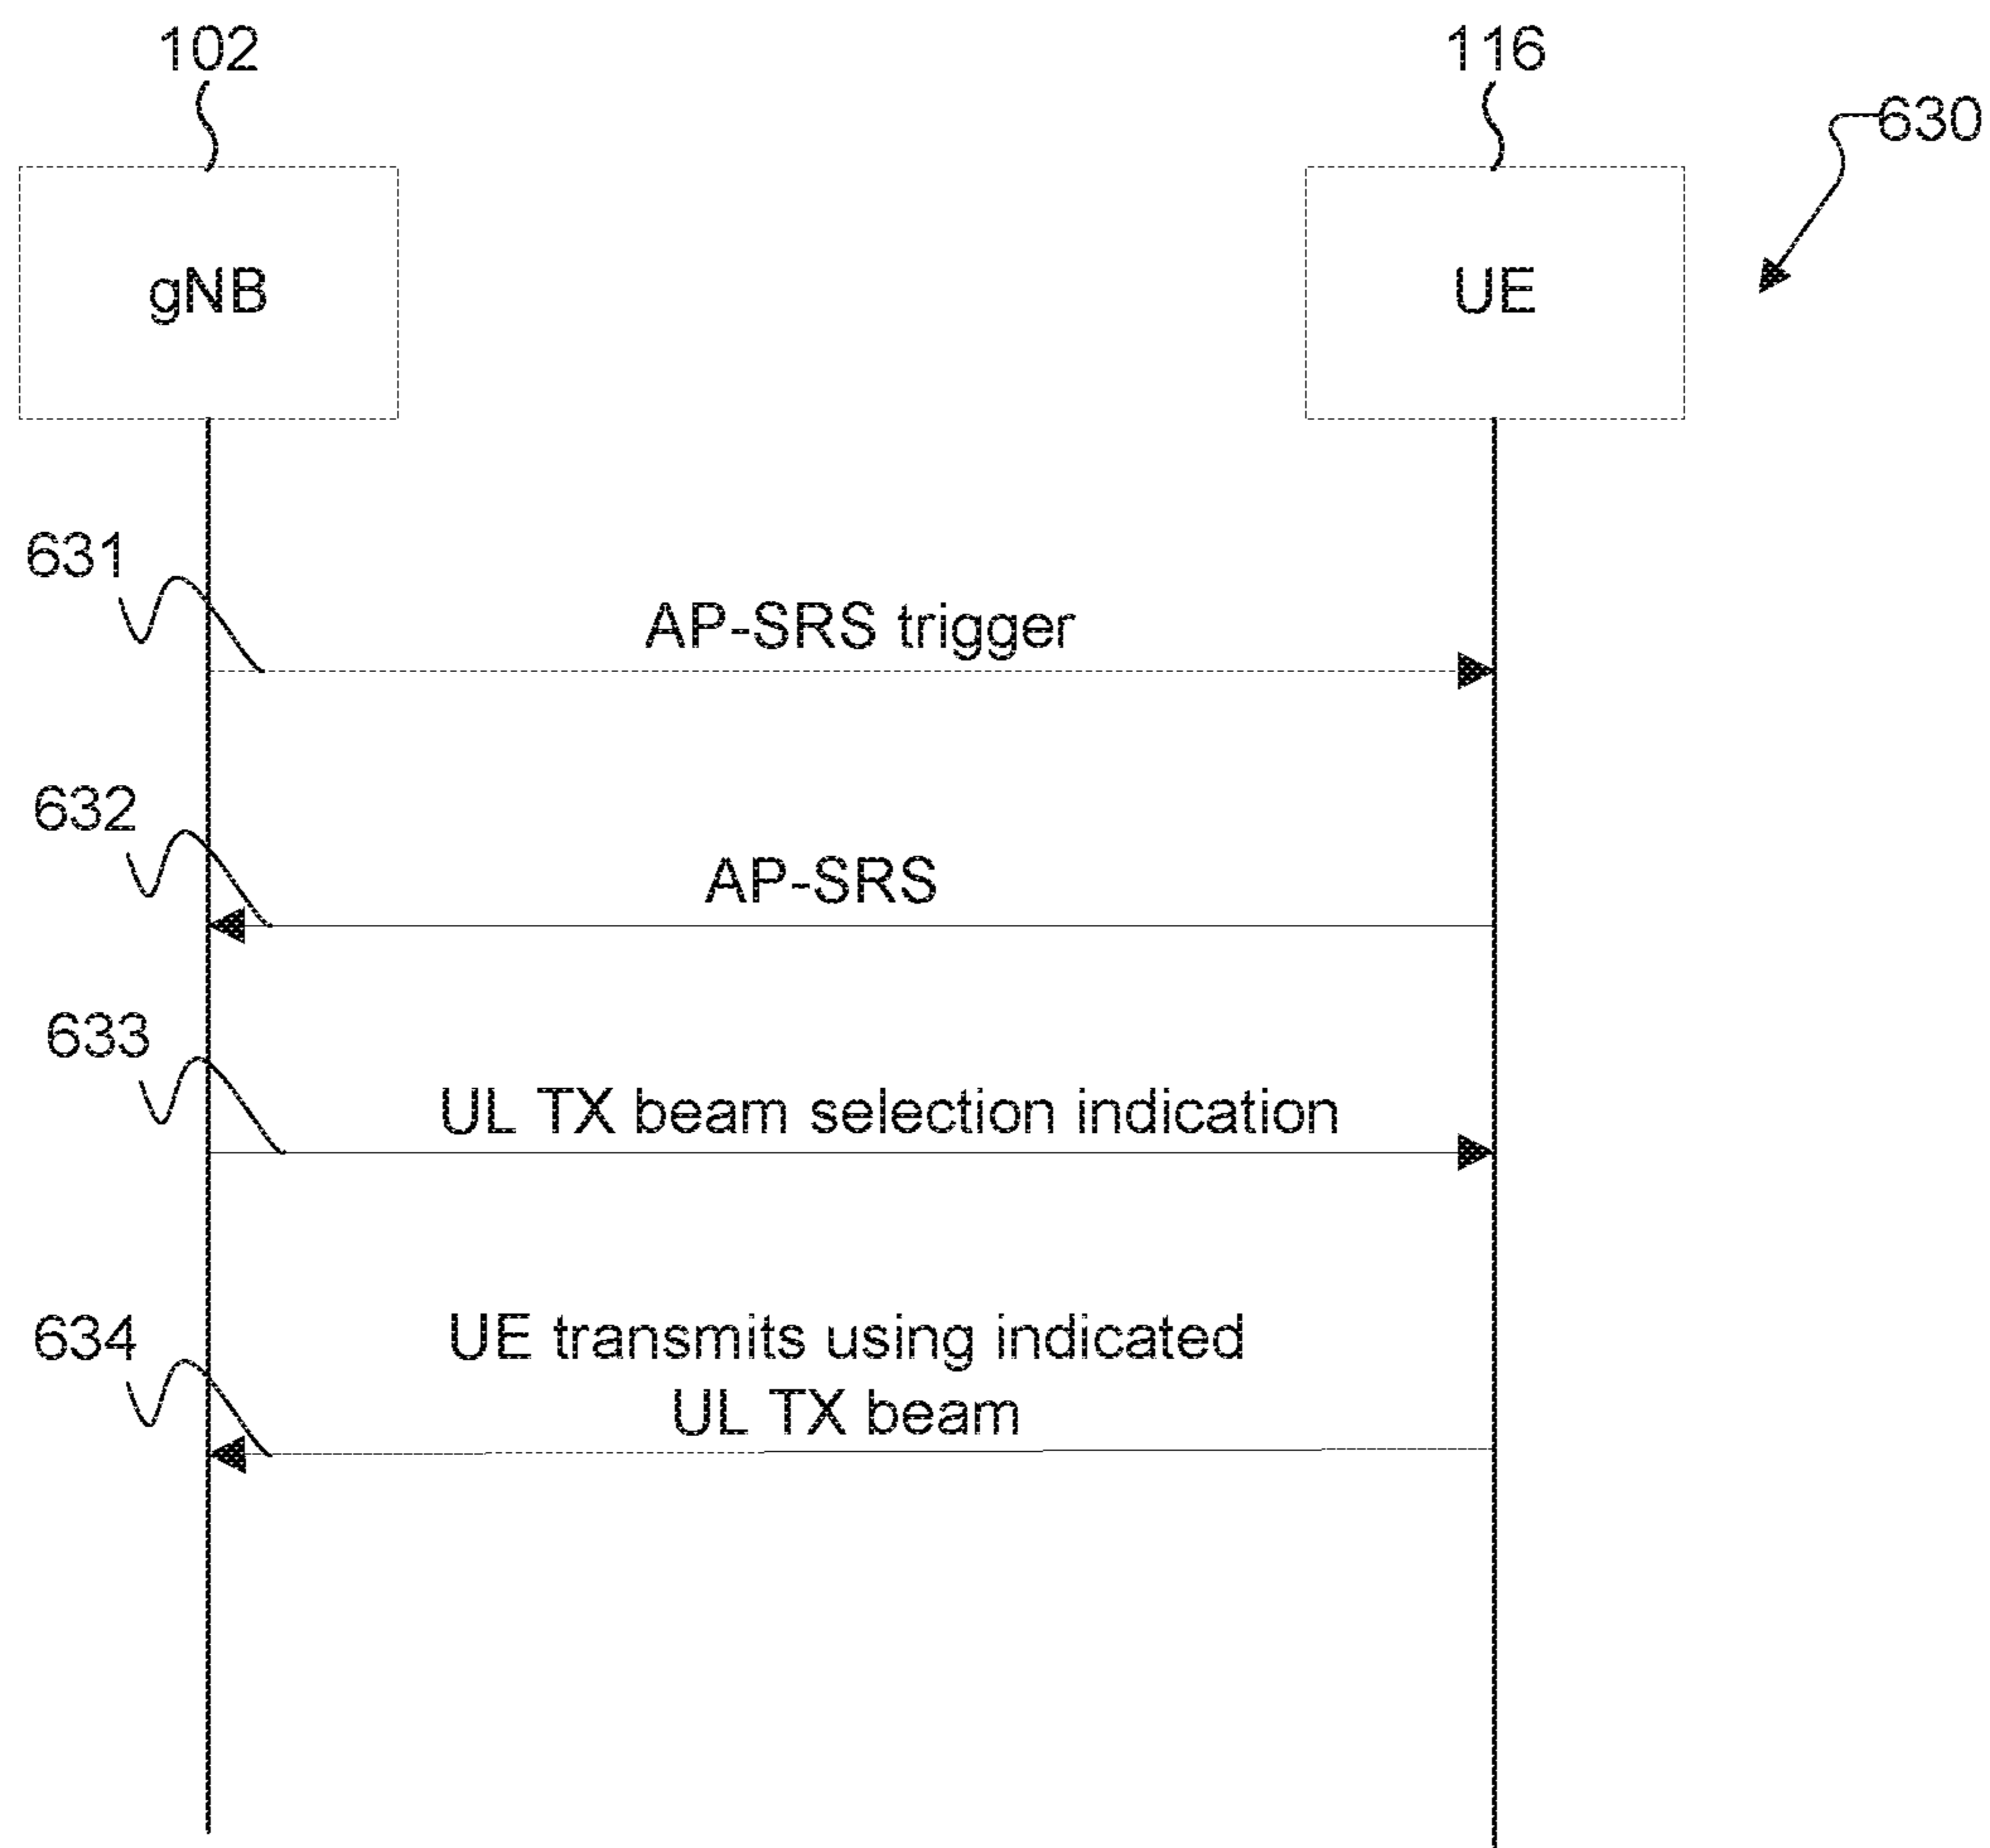 102
116
630
gNB
UE
631
AP-SRS trigger
632
AP-SRS
633
UL TX beam selection indication
634
UE transmits using indicated
UL TX beam